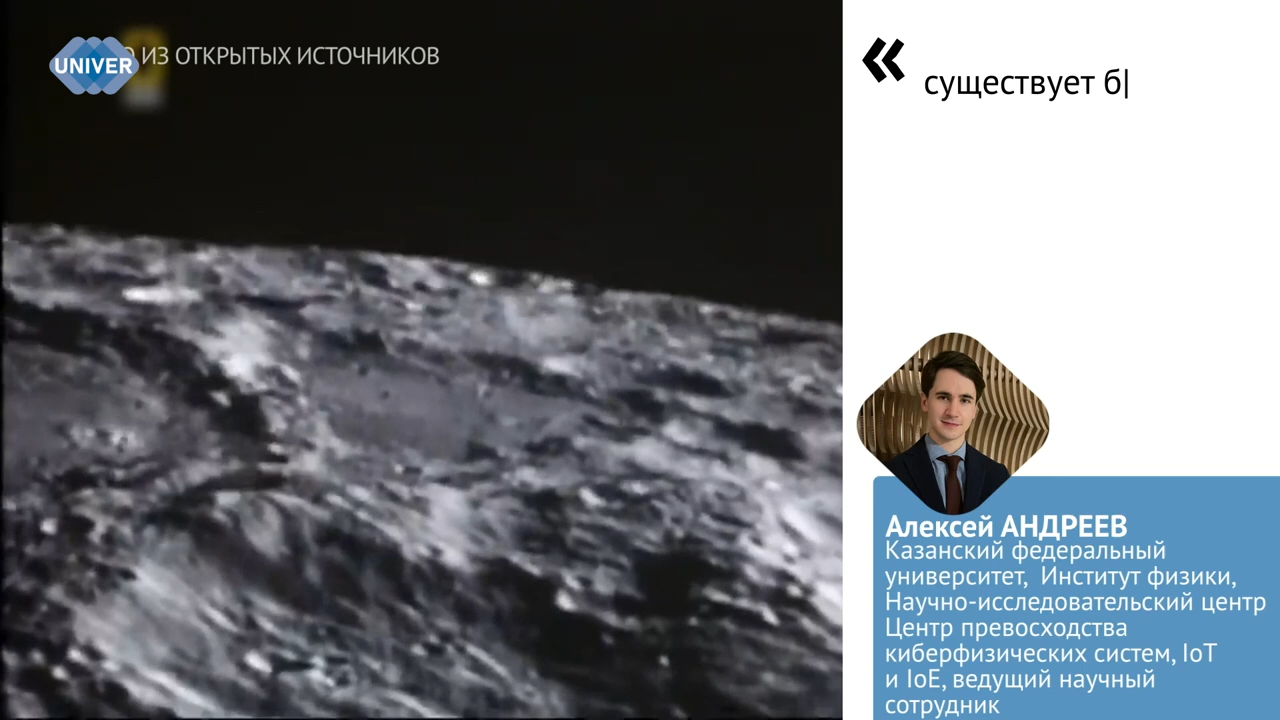 UNIVER
ИЗ ОТКРЫТЫХ ИСТОЧНИКОВ
«
существует б|
Алексей АНДРЕЕВ
Казанский федеральный
университет, Институт физики,
Научно-исследовательский центр
Центр превосходства
киберфизических систем, IoT
и IoE, ведущий научный
сотрудник